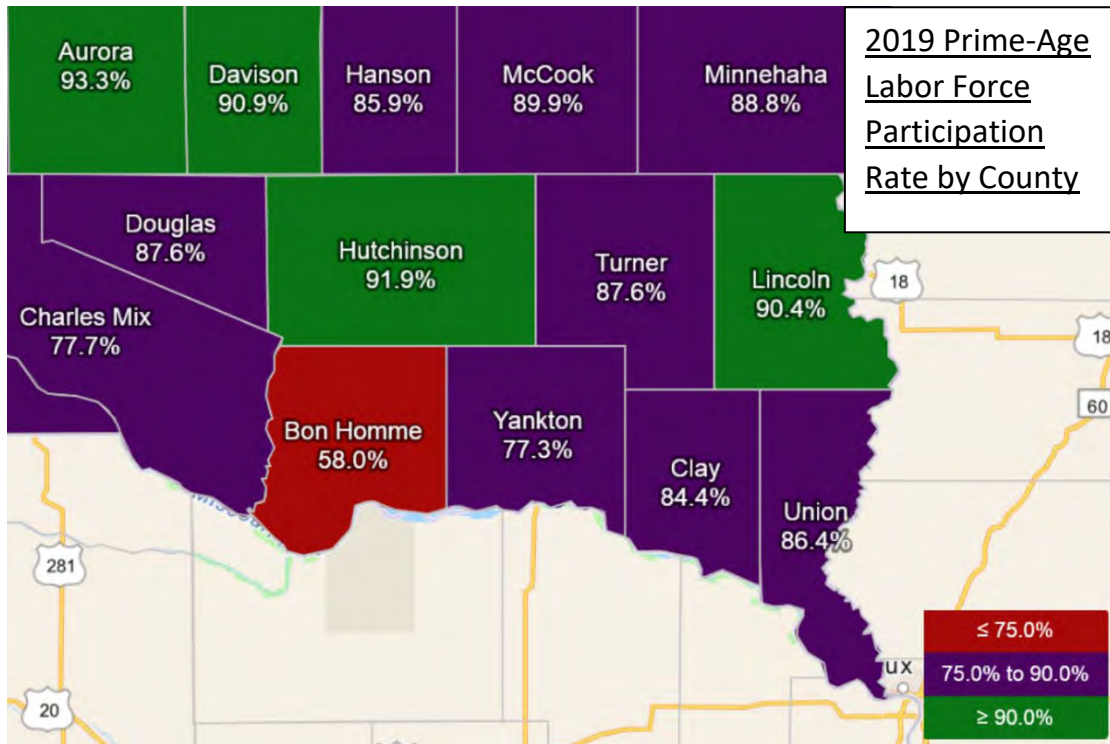 2019 Prime-Age
Labor Force
Participation
Rate by County
Aurora
93.3%
Davison
90.9%
Hanson
85.9%
McCook
89.9%
Minnehaha
88.8%
Douglas
87.6%
Hutchinson
91.9%
Turner
87.6%
Lincoln
90.4%
Charles Mix
77.7%
Bon Homme
58.0%
Yankton
77.3%
Clay
84.4%
Union
86.4%
18
18
60
281
20
ux
≤ 75.0%
75.0% to 90.0%
≥ 90.0%